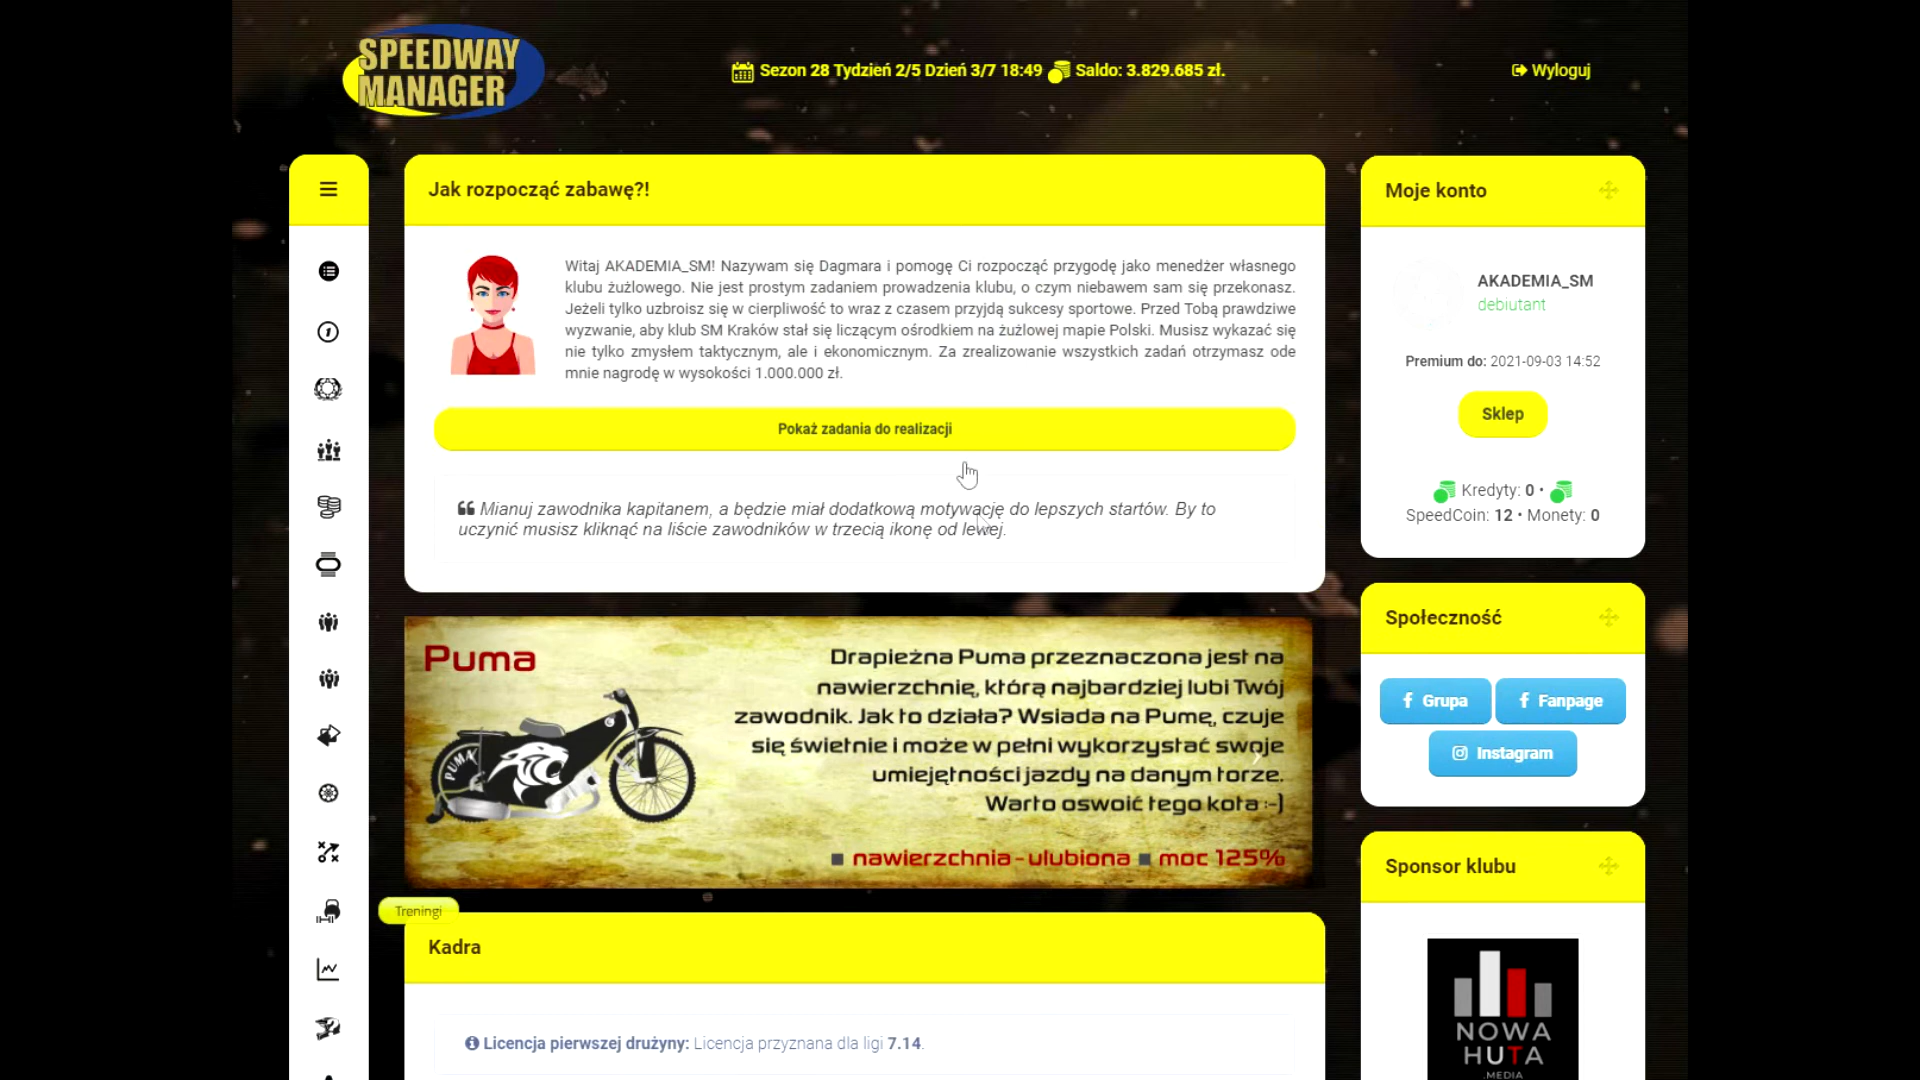 SPEEDWAY
MANAGER
Sezon 28 Tydzień 2/5 Dzień 3/7 18:49 Saldo: 3.829.685 zł.
Wyloguj
Jak rozpocząć zabawę?!
Witaj AKADEMIA_SM! Nazywam się Dagmara i pomogę Ci rozpocząć przygodę jako menedżer własnego
klubu żużlowego. Nie jest prostym zadaniem prowadzenia klubu, o czym niebawem sam się przekonasz.
Jeżeli tylko uzbroisz się w cierpliwość to wraz z czasem przyjdą sukcesy sportowe. Przed Tobą prawdziwe
wyzwanie, aby klub SM Kraków stał się liczącym ośrodkiem na żużlowej mapie Polski. Musisz wykazać się
nie tylko zmysłem taktycznym, ale i ekonomicznym. Za zrealizowanie wszystkich zadań otrzymasz ode
mnie nagrodę w wysokości 1.000.000 zł.
Pokaż zadania do realizacji
Mianuj zawodnika kapitanem, a będzie miał dodatkową motywację do lepszych startów. By to
uczynić musisz kliknąć na liście zawodników w trzecią ikonę od lewej.
Puma
PUMA
Drapieżna Puma przeznaczona jest na
nawierzchnię, którą najbardziej lubi Twój
zawodnik. Jak to działa? Wsiada na Pumę, czuje
się świetnie i może w pełni wykorzystać swoje
umiejętności jazdy na danym torze.
Warto oswoić tego kota :-)
nawierzchnia - ulubiona moc 125%
Treningi
Kadra
Licencja pierwszej drużyny: Licencja przyznana dla ligi 7.14.
Moje konto
AKADEMIA_SM
debiutant
Premium do: 2021-09-03 14:52
Sklep
Kredyty: 0 •
SpeedCoin: 12 • Monety: 0
Społeczność
Grupa
Fanpage
Instagram
Sponsor klubu
NOWA
HUTA
.MEDIA